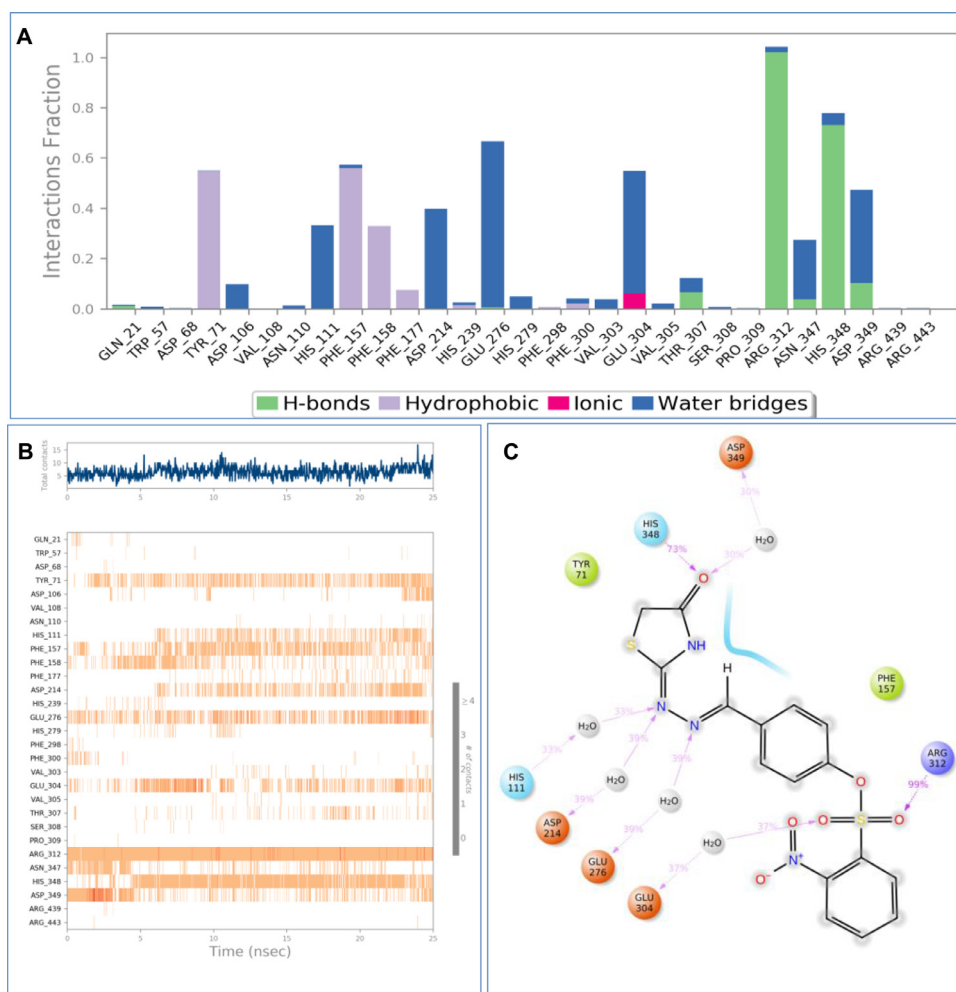 A
Interactions Fraction
1.0
0.8
0.6
0.4
0.2
0.0
GLN_21
TRP_57
ASP_68
TYR_71
ASP_106
VAL_108
ASN_110
HIS_111
PHE_157
PHE_158
PHE_177
ASP_214
HIS_239
GLU_276
HIS_279
PHE_298
PHE_300
VAL_303
GLU_304
VAL_305
THR_307
SER_308
PRO_309
ARG_312
ASN_347
HIS_348
ASP_349
ARG_439
ARG_443
H-bonds Hydrophobic Ionic Water bridges
B
Total contacts
15
10
5
0 5 10 15 20 25
GLN_21
TRP_57
ASP_68
TYR_71
ASP_106
VAL_108
ASN_110
HIS_111
PHE_157
PHE_158
PHE_177
ASP_214
HIS_239
GLU_276
HIS_279
PHE_298
PHE_300
VAL_303
GLU_304
VAL_305
THR_307
SER_308
PRO_309
ARG_312
ASN_347
HIS_348
ASP_349
ARG_439
ARG_443
0 5 10 15 20 25
Time (nsec)
≥4
3
2
1
0
# of contacts
C
ASP
349
30%
HIS
348
H₂O
73%
30%
TYR
71
O
S
NH
H
PHE
157
N
N
H₂O
33%
33%
39%
39%
HIS
111
H₂O
H₂O
39%
39%
ASP
214
GLU
276
ARG
312
99%
O
O
O
S
O
H₂O
37%
37%
N⁺
O⁻
GLU
304